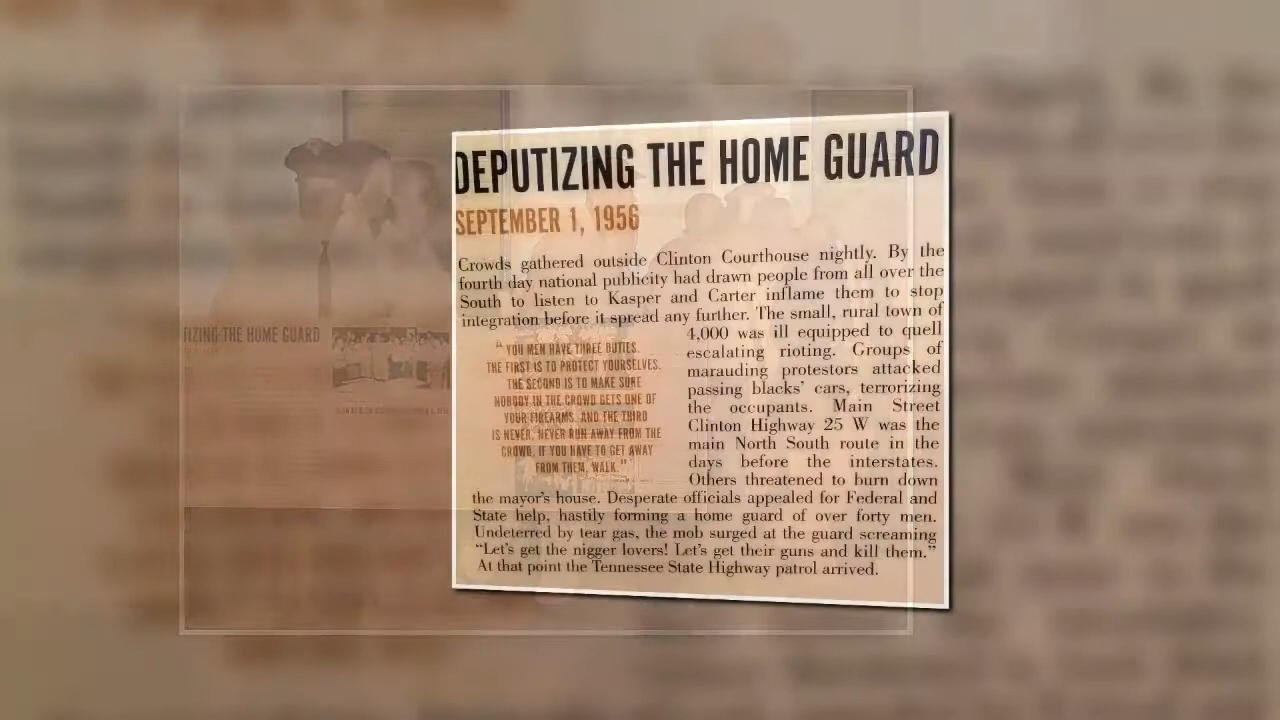 DEPUTIZING THE HOME GUARD
SEPTEMBER 1, 1956
Crowds gathered outside Clinton Courthouse nightly. By the
fourth day national publicity had drawn people from all over the
South to listen to Kasper and Carter inflame them to stop
integration before it spread any further. The small, rural town of
4,000 was ill equipped to quell
escalating rioting. Groups of
marauding protestors attacked
passing blacks' cars, terrorizing
the occupants. Main Street
Clinton Highway 25 W was the
main North South route in the
days before the interstates.
Others threatened to burn down
"YOU MEN HAVE THREE DUTIES.
THE FIRST IS TO PROTECT YOURSELVES.
THE SECOND IS TO MAKE SURE
NOBODY IN THE CROWD GETS ONE OF
YOUR FIREARMS. AND THE THIRD
IS NEVER, NEVER RUN AWAY FROM THE
CROWD. IF YOU HAVE TO GET AWAY
FROM THEM, WALK."
the mayor's house. Desperate officials appealed for Federal and
State help, hastily forming a home guard of over forty men.
Undeterred by tear gas, the mob surged at the guard screaming
"Let's get the nigger lovers! Let's get their guns and kill them."
At that point the Tennessee State Highway patrol arrived.
TIZING THE HOME GUARD